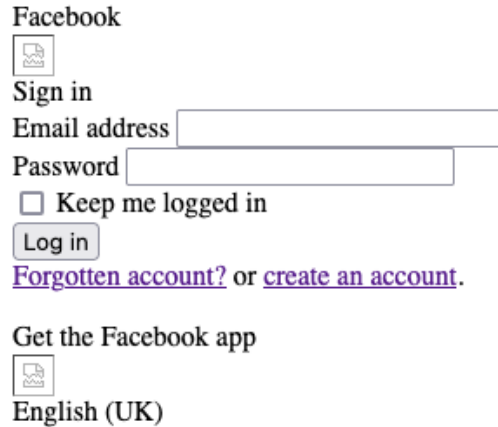 Facebook
Sign in
Email address
Password
Keep me logged in
Log in
Forgotten account? or create an account.
Get the Facebook app
English (UK)